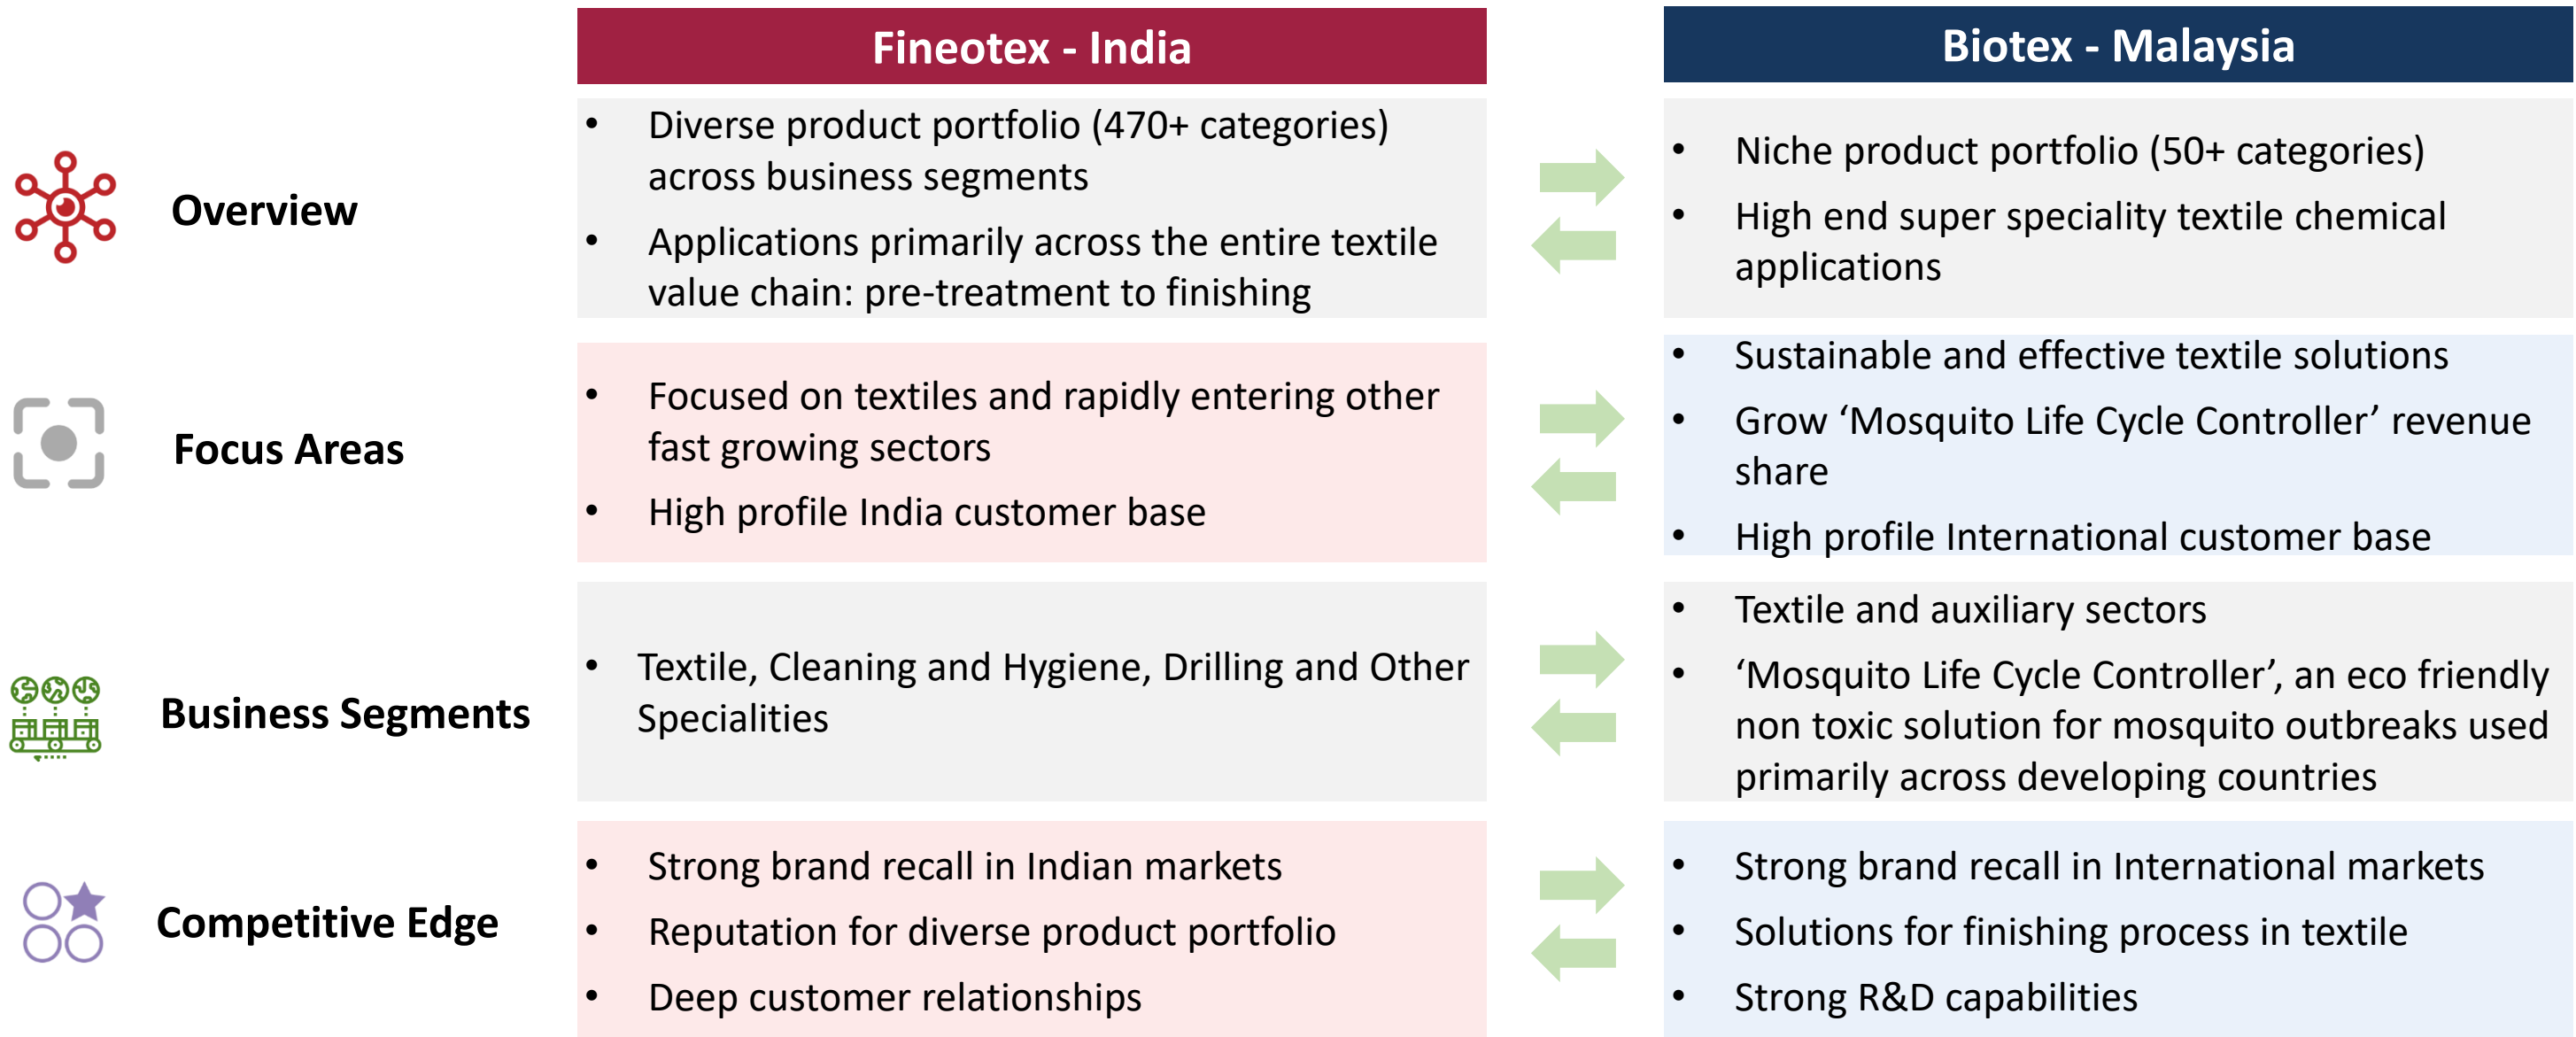 Fineotex - India
Biotex - Malaysia
Overview
• Diverse product portfolio (470+ categories)
across business segments
• Applications primarily across the entire textile
value chain: pre-treatment to finishing
• Niche product portfolio (50+ categories)
• High end super speciality textile chemical
applications
Focus Areas
• Focused on textiles and rapidly entering other
fast growing sectors
• High profile India customer base
• Sustainable and effective textile solutions
• Grow ‘Mosquito Life Cycle Controller’ revenue
share
• High profile International customer base
Business Segments
• Textile, Cleaning and Hygiene, Drilling and Other
Specialities
• Textile and auxiliary sectors
• ‘Mosquito Life Cycle Controller’, an eco friendly
non toxic solution for mosquito outbreaks used
primarily across developing countries
Competitive Edge
• Strong brand recall in Indian markets
• Reputation for diverse product portfolio
• Deep customer relationships
• Strong brand recall in International markets
• Solutions for finishing process in textile
• Strong R&D capabilities